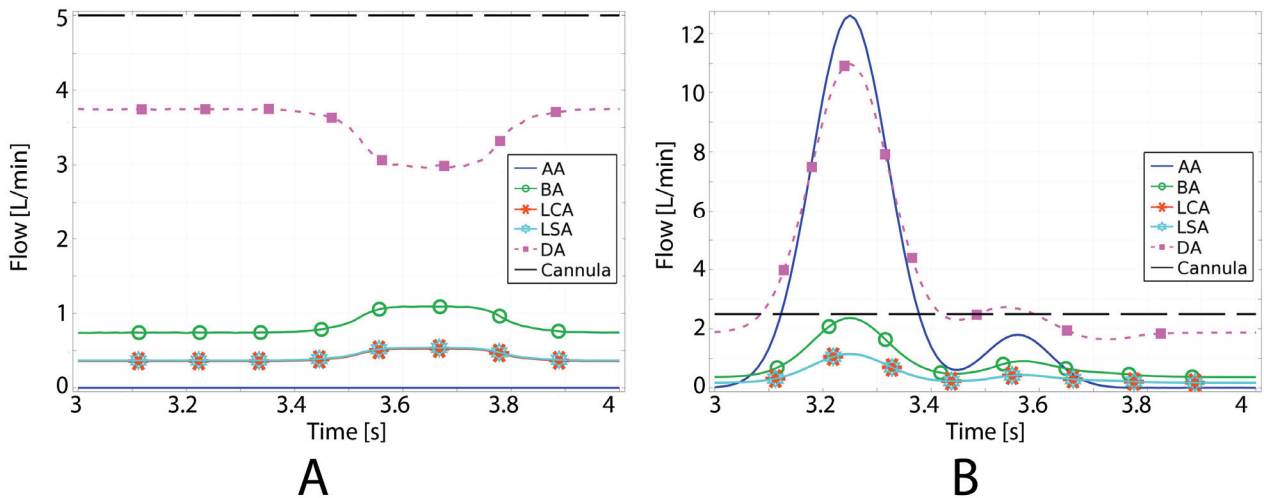 5
4
3
2
1
0
Flow [L/min]
3
3.2
3.4
3.6
3.8
4
Time [s]
AA
BA
LCA
LSA
DA
Cannula
A
12
10
8
6
4
2
0
Flow [L/min]
3
3.2
3.4
3.6
3.8
4
Time [s]
AA
BA
LCA
LSA
DA
Cannula
B